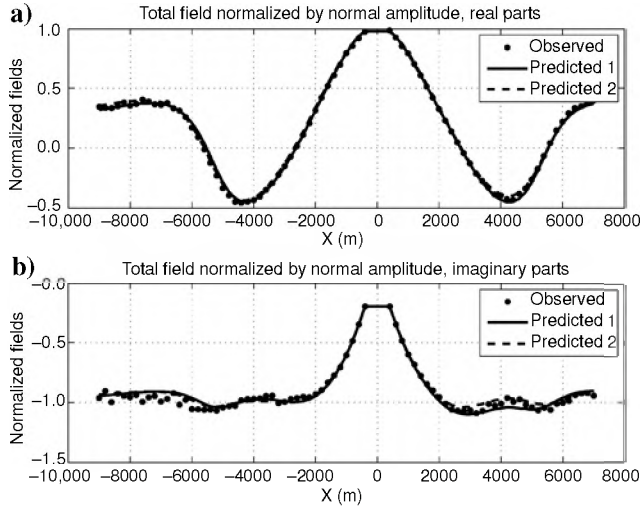 a)
Total field normalized by normal amplitude, real parts
Normalized fields
1.0
0.5
0.0
−0.5
Observed
Predicted 1
Predicted 2
−10,000 −8000 −6000 −4000 −2000 0 2000 4000 6000 8000
X (m)
b)
Total field normalized by normal amplitude, imaginary parts
Normalized fields
−0.0
−0.5
−1.0
−1.5
Observed
Predicted 1
Predicted 2
−10,000 −8000 −6000 −4000 −2000 0 2000 4000 6000 8000
X (m)